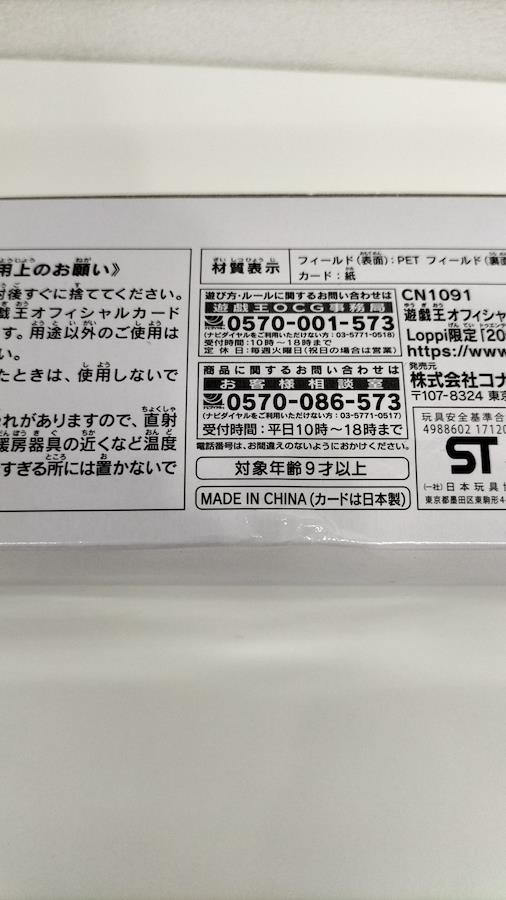 用上のお願い》
後すぐに捨ててください。
戯王オフィシャルカード
す。用途以外のご使用は
い。
たときは、使用しないで
れがありますので、直射
暖房器具の近くなど温度
すぎる所には置かないで
材質表示
フィールド(表面):PET フィールド(裏面
カード:紙
遊び方・ルールに関するお問い合わせは
遊戯王OCG事務局
0570-001-573
(ナビダイヤルをご利用いただけない方:03-5771-0518)
受付時間:10時〜18時まで
定休日:毎週火曜日(祝日の場合は営業)
商品に関するお問い合わせは
お客様相談室
0570-086-573
(ナビダイヤルをご利用いただけない方:03-5771-0517)
受付時間:平日10時〜18時まで
電話番号は、お間違えのないようにおかけください。
対象年齢9才以上
MADE IN CHINA(カードは日本製)
CN1091
遊戯王オフィシャ
Loppi限定「20
https://www
発売元
株式会社コナ
〒107-8324 東京
玩具安全基準合
4988602 17120
ST
(一社)日本玩具協
東京都墨田区東駒形4-